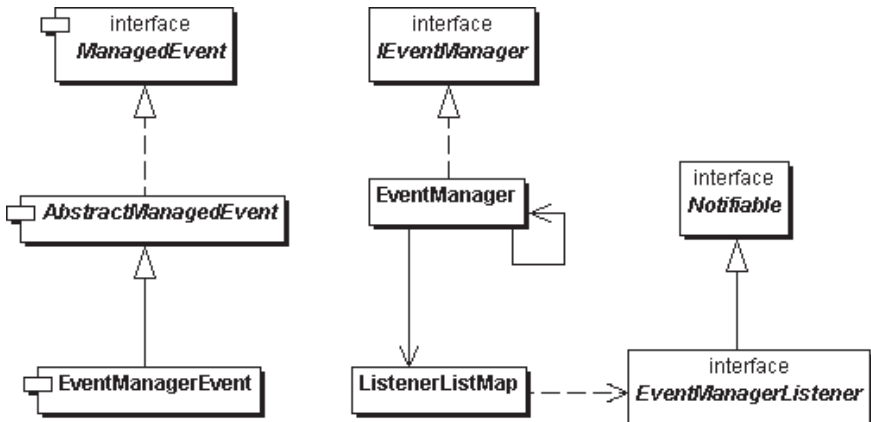 interface
ManagedEvent
interface
IEventManager
AbstractManagedEvent
EventManager
interface
Notifiable
EventManagerEvent
ListenerListMap
interface
EventManagerListener